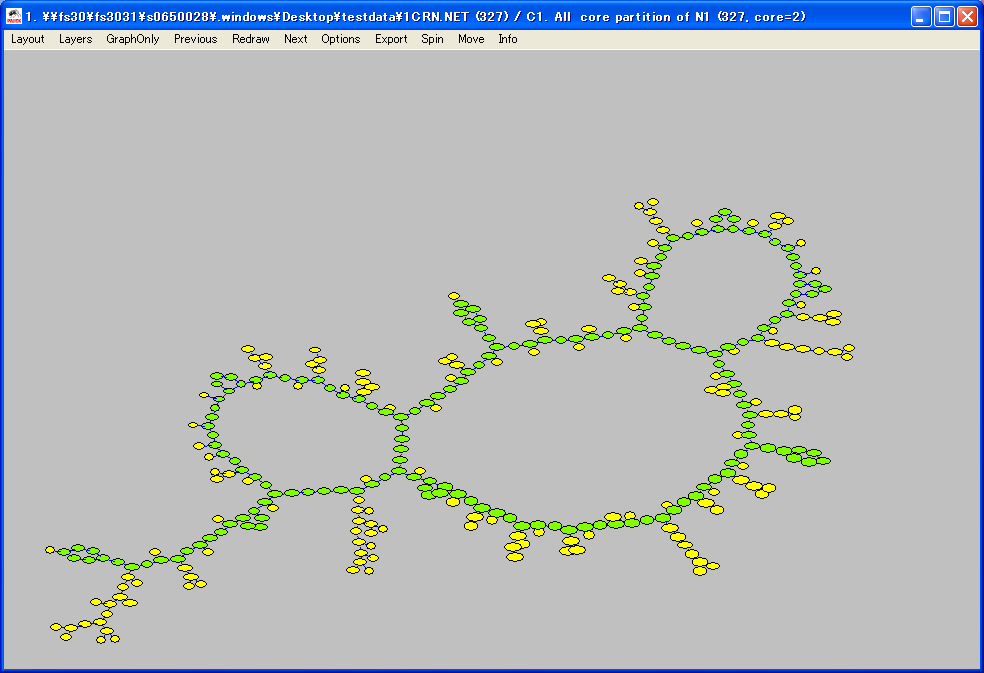 1. ¥¥fs30¥fs3031¥s0650028¥.windows¥Desktop¥testdata¥1CRN.NET (327) / C1. All core partition of N1 (327, core=2)
Layout Layers GraphOnly Previous Redraw Next Options Export Spin Move Info